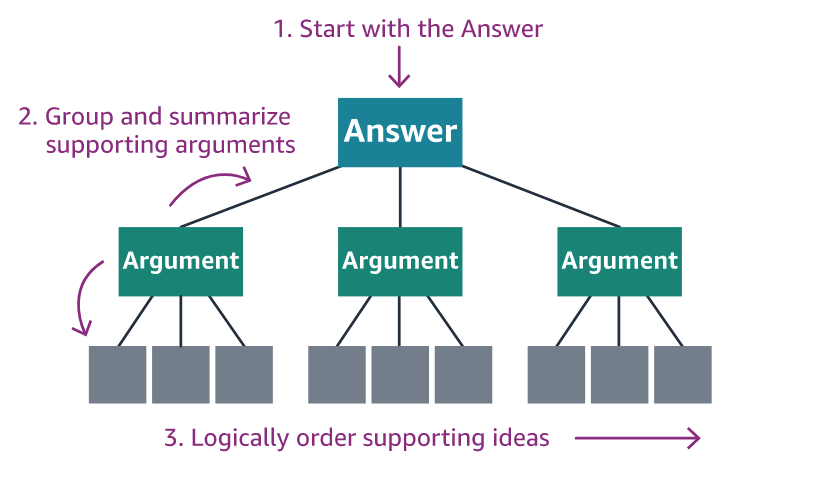 1. Start with the Answer
2. Group and summarize
supporting arguments
Answer
Argument
Argument
Argument
3. Logically order supporting ideas